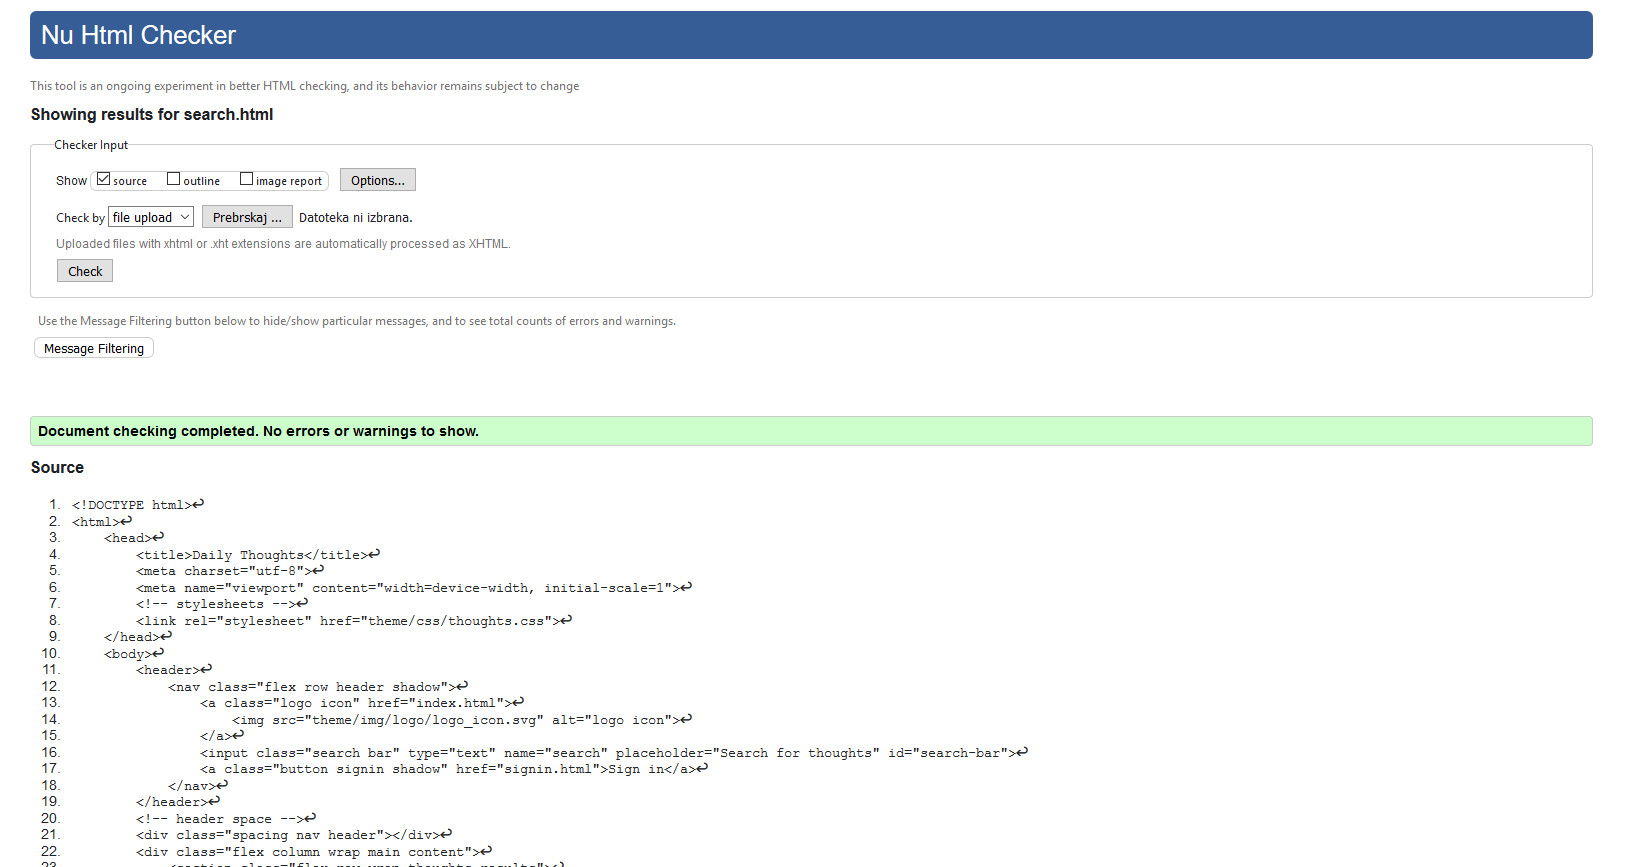 Nu Html Checker
This tool is an ongoing experiment in better HTML checking, and its behavior remains subject to change
Showing results for search.html
Checker Input
Show source outline image report Options...
Check by file upload Prebrskaj ... Datoteka ni izbrana.
Uploaded files with xhtml or .xht extensions are automatically processed as XHTML.
Check
Use the Message Filtering button below to hide/show particular messages, and to see total counts of errors and warnings.
Message Filtering
Document checking completed. No errors or warnings to show.
Source
1. <!DOCTYPE html>↩
2. <html>↩
3. <head>↩
4. <title>Daily Thoughts</title>↩
5. <meta charset="utf-8">↩
6. <meta name="viewport" content="width=device-width, initial-scale=1">↩
7. <!-- stylesheets -->↩
8. <link rel="stylesheet" href="theme/css/thoughts.css">↩
9. </head>↩
10. <body>↩
11. <header>↩
12. <nav class="flex row header shadow">↩
13. <a class="logo icon" href="index.html">↩
14. <img src="theme/img/logo/logo_icon.svg" alt="logo icon">↩
15. </a>↩
16. <input class="search bar" type="text" name="search" placeholder="Search for thoughts" id="search-bar">↩
17. <a class="button signin shadow" href="signin.html">Sign in</a>↩
18. </nav>↩
19. </header>↩
20. <!-- header space -->↩
21. <div class="spacing nav header"></div>↩
22. <div class="flex column wrap main content">↩
23. <section class="flex row wrap thoughts results">↩